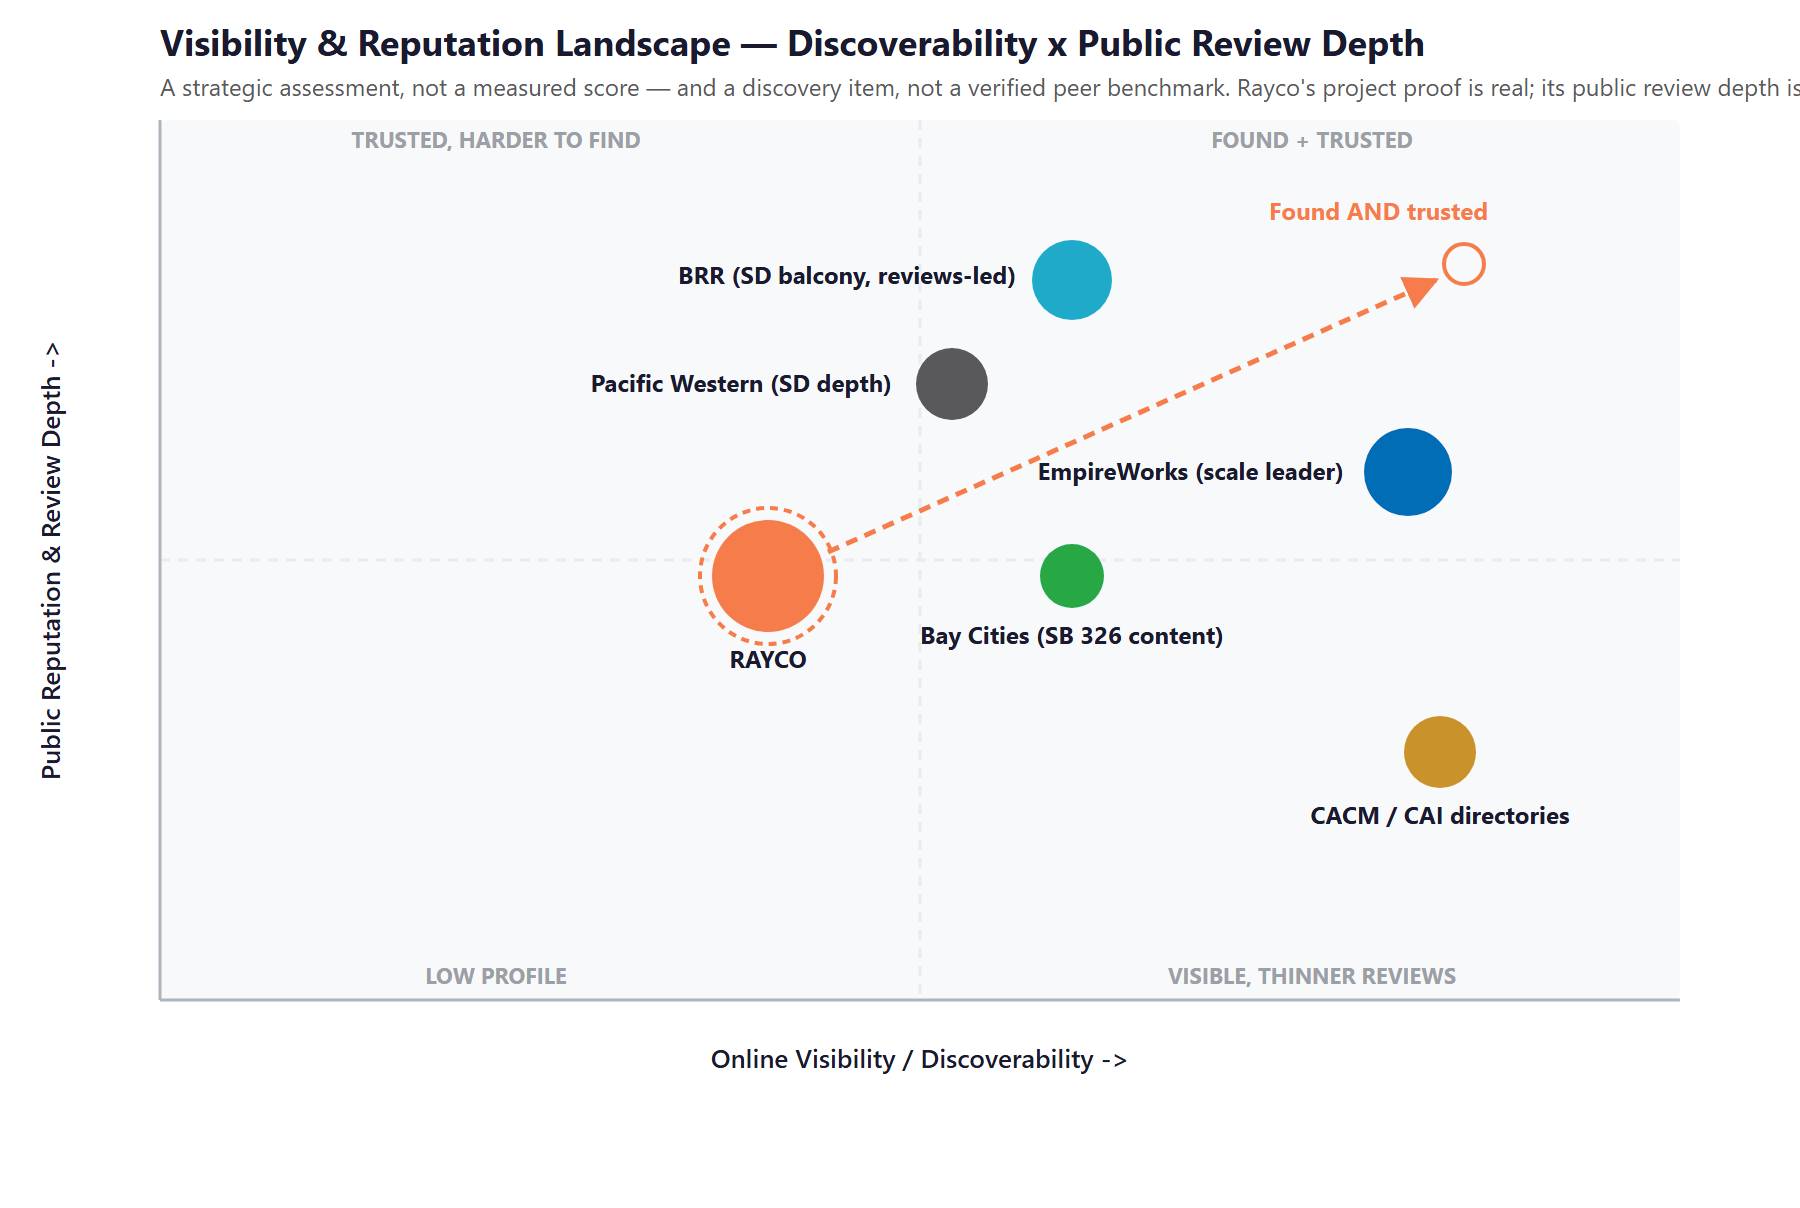 Visibility & Reputation Landscape — Discoverability x Public Review Depth
A strategic assessment, not a measured score — and a discovery item, not a verified peer benchmark. Rayco's project proof is real; its public review depth is
TRUSTED, HARDER TO FIND
FOUND + TRUSTED
Found AND trusted
BRR (SD balcony, reviews-led)
Pacific Western (SD depth)
EmpireWorks (scale leader)
RAYCO
Bay Cities (SB 326 content)
CACM / CAI directories
LOW PROFILE
VISIBLE, THINNER REVIEWS
Public Reputation & Review Depth -->
Online Visibility / Discoverability ->